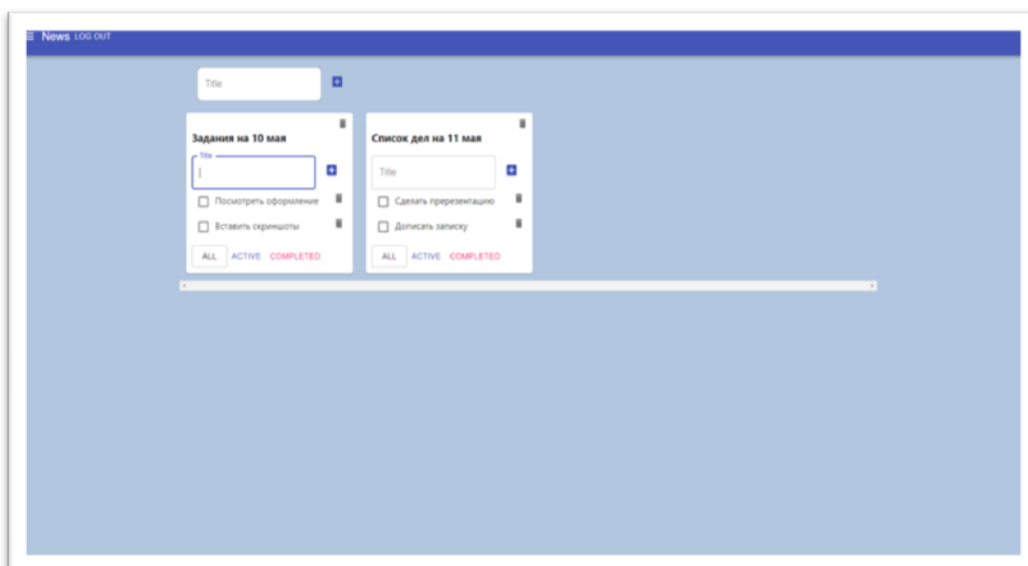 News LOG OUT
Title
Задания на 10 мая
Title
Посмотреть оформление
Вставить скриншоты
ALL ACTIVE COMPLETED
Список дел на 11 мая
Title
Сделать пререзентацию
Дописать записку
ALL ACTIVE COMPLETED